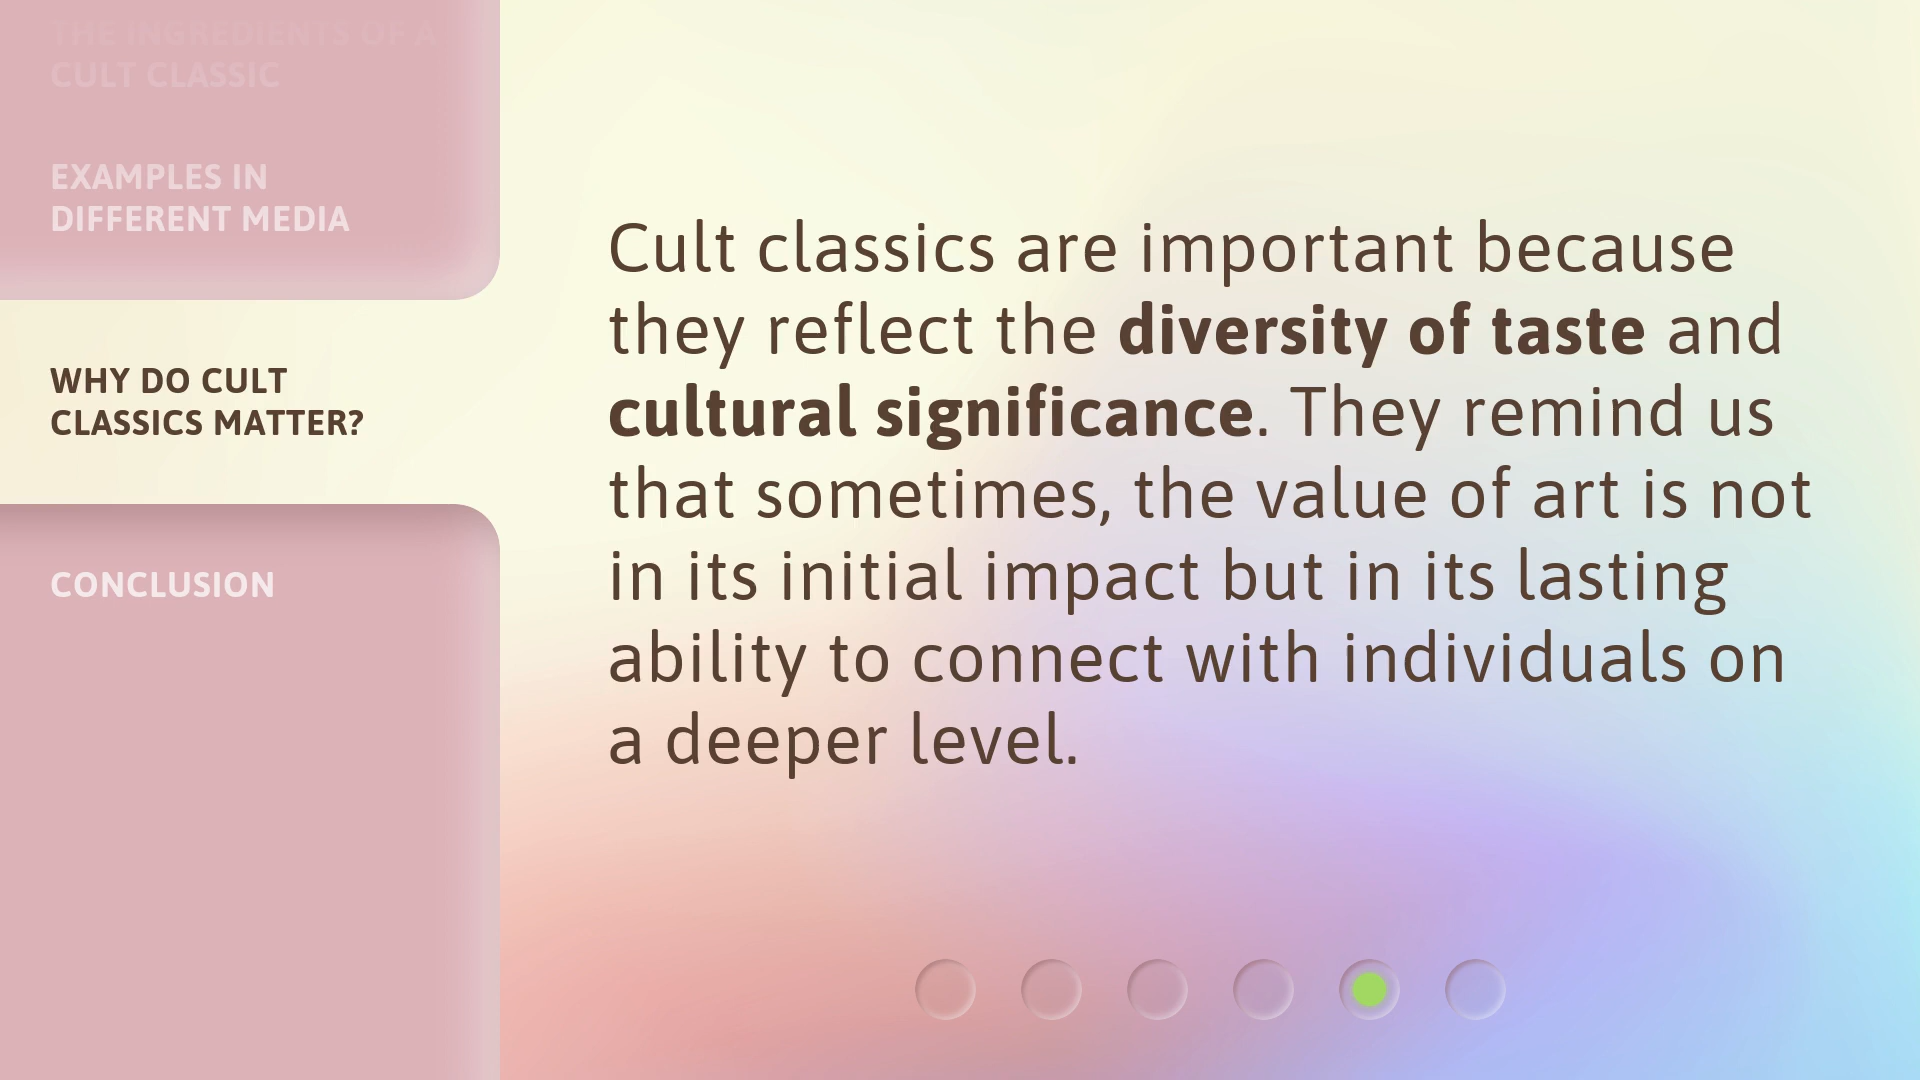 THE INGREDIENTS OF A
CULT CLASSIC
EXAMPLES IN
DIFFERENT MEDIA
WHY DO CULT
CLASSICS MATTER?
CONCLUSION
Cult classics are important because
they reflect the diversity of taste and
cultural significance. They remind us
that sometimes, the value of art is not
in its initial impact but in its lasting
ability to connect with individuals on
a deeper level.